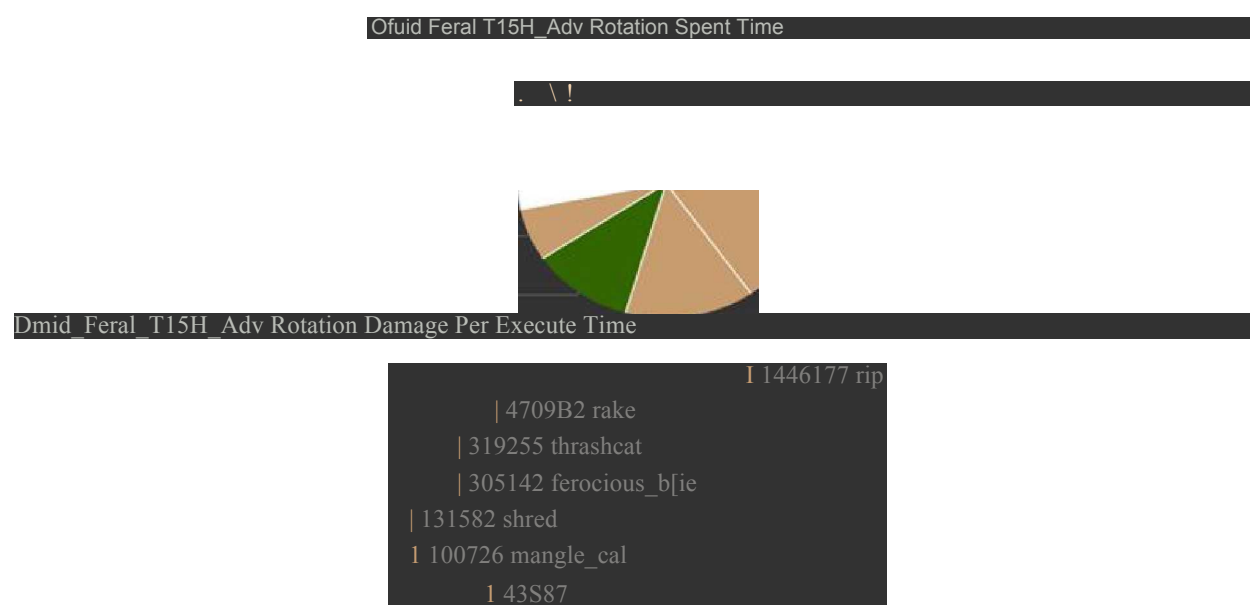 Ofuid Feral T15H_Adv Rotation Spent Time
. \ !
Dmid_Feral_T15H_Adv Rotation Damage Per Execute Time
I 1446177 rip
| 4709B2 rake
| 319255 thrashcat
| 305142 ferocious_b[ie
| 131582 shred
1 100726 mangle_cal
1 43S87